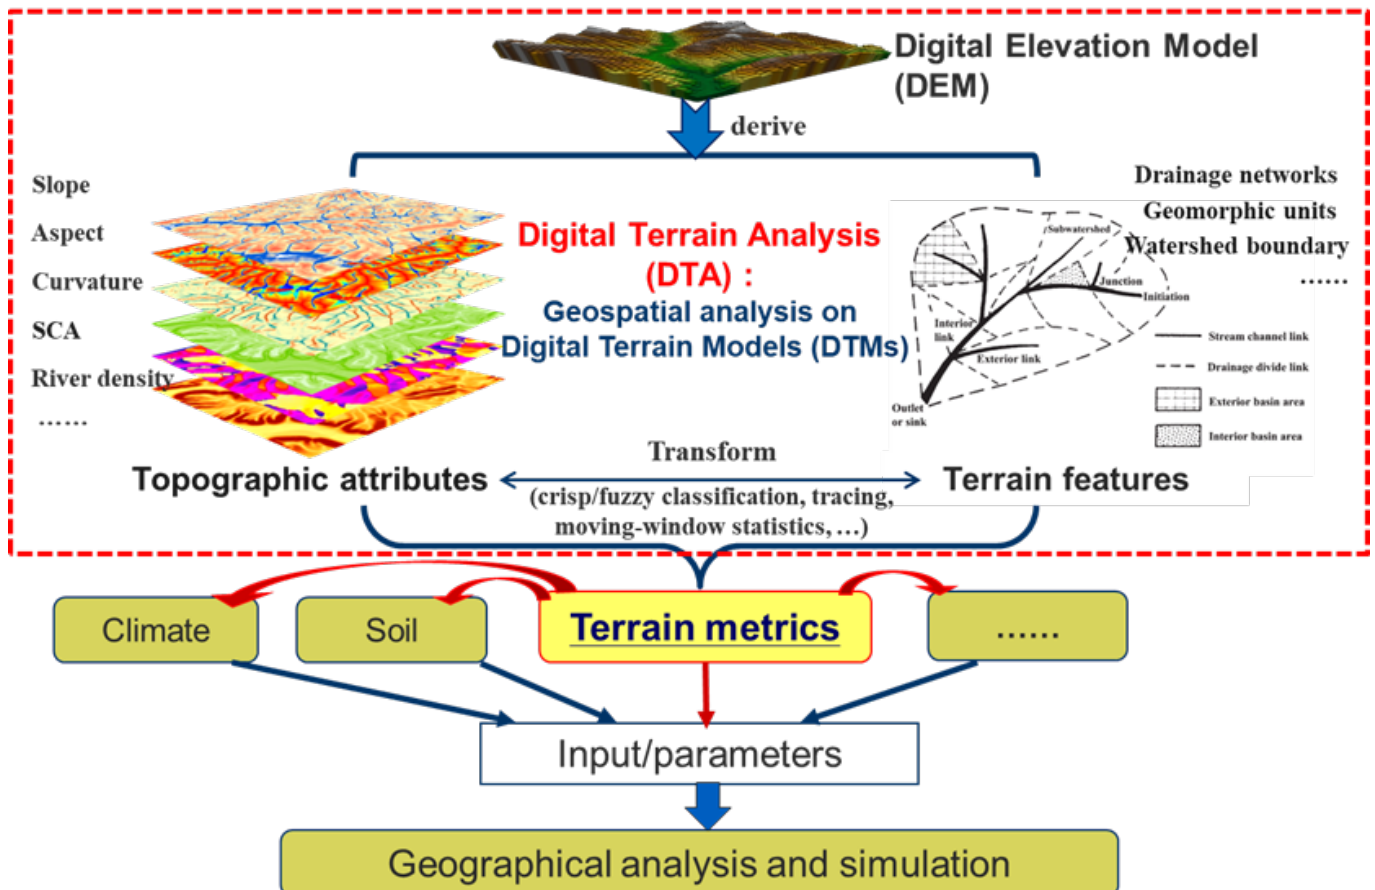 Digital Elevation Model
(DEM)
derive
Slope
Aspect
Curvature
SCA
River density
……
Digital Terrain Analysis
(DTA) :
Geospatial analysis on
Digital Terrain Models (DTMs)
Drainage networks
Geomorphic units
Watershed boundary
……
Subwatershed
Junction
Initiation
Interior
link
Exterior link
Outlet
or sink
Stream channel link
Drainage divide link
Exterior basin area
Interior basin area
Topographic attributes
Transform
(crisp/fuzzy classification, tracing,
moving-window statistics, …)
Terrain features
Climate
Soil
Terrain metrics
……
Input/parameters
Geographical analysis and simulation